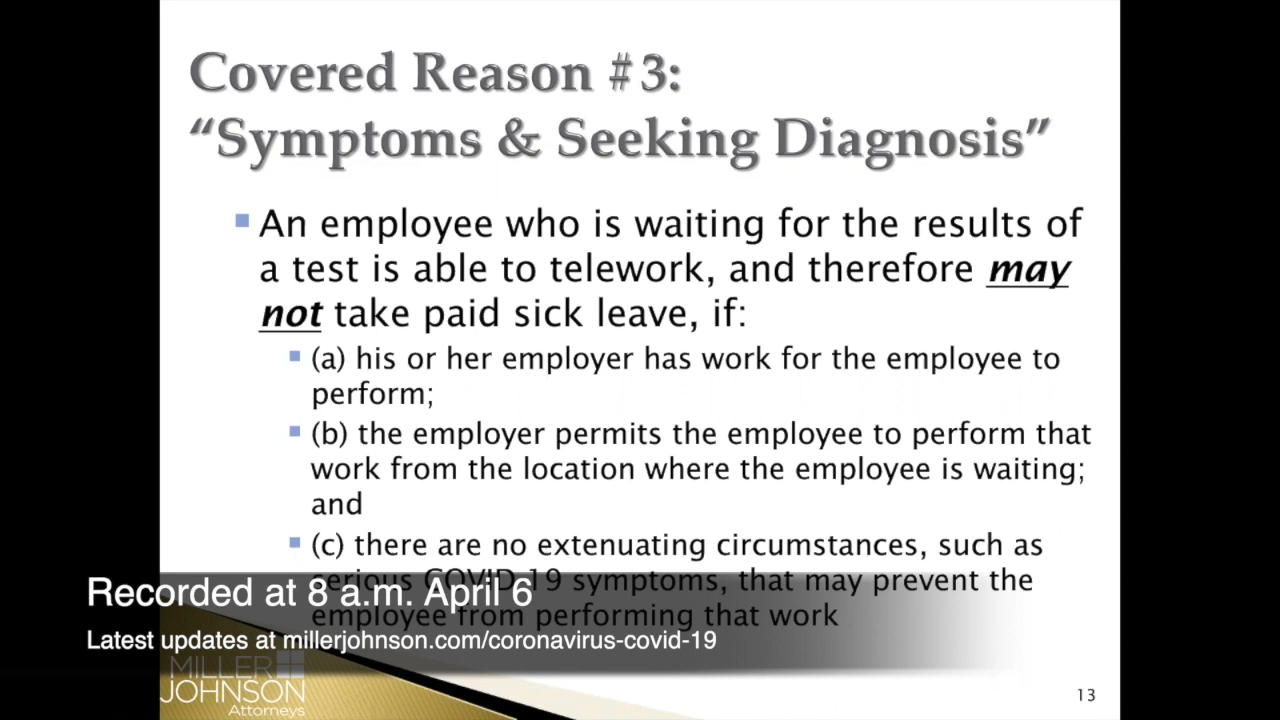 Covered Reason #3:
“Symptoms & Seeking Diagnosis”
An employee who is waiting for the results of
a test is able to telework, and therefore may
not take paid sick leave, if:
(a) his or her employer has work for the employee to
perform;
(b) the employer permits the employee to perform that
work from the location where the employee is waiting;
and
(c) there are no extenuating circumstances, such as
serious COVID-19 symptoms, that may prevent the
employee from performing that work
Recorded at 8 a.m. April 6
Latest updates at millerjohnson.com/coronavirus-covid-19
MILLER
JOHNSON
Attorneys
13